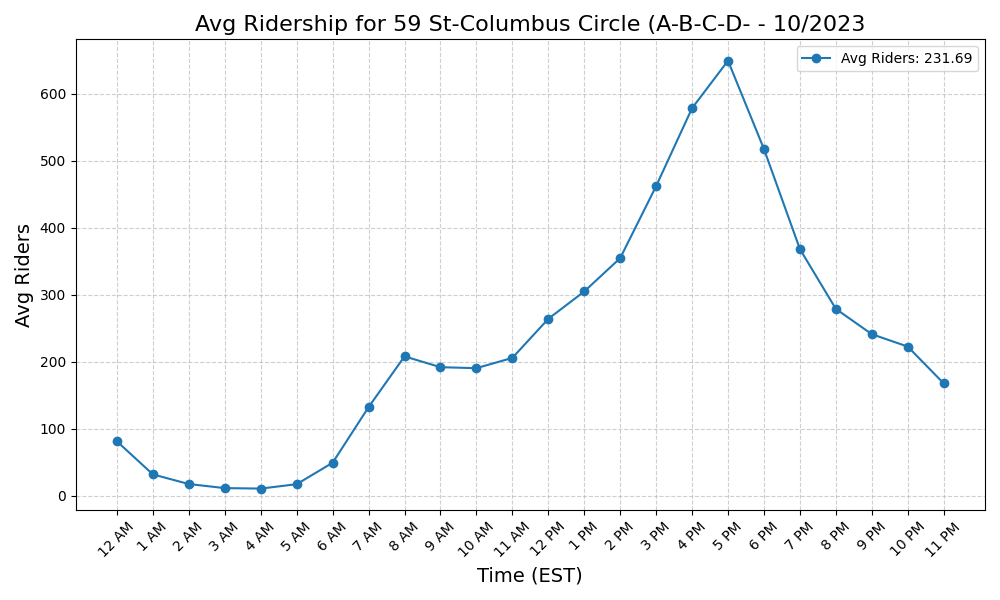 Avg Ridership for 59 St-Columbus Circle (A-B-C-D- - 10/2023
Avg Riders: 231.69
Avg Riders
600
500
400
300
200
100
0
12 AM
1 AM
2 AM
3 AM
4 AM
5 AM
6 AM
7 AM
8 AM
9 AM
10 AM
11 AM
12 PM
1 PM
2 PM
3 PM
4 PM
5 PM
6 PM
7 PM
8 PM
9 PM
10 PM
11 PM
Time (EST)